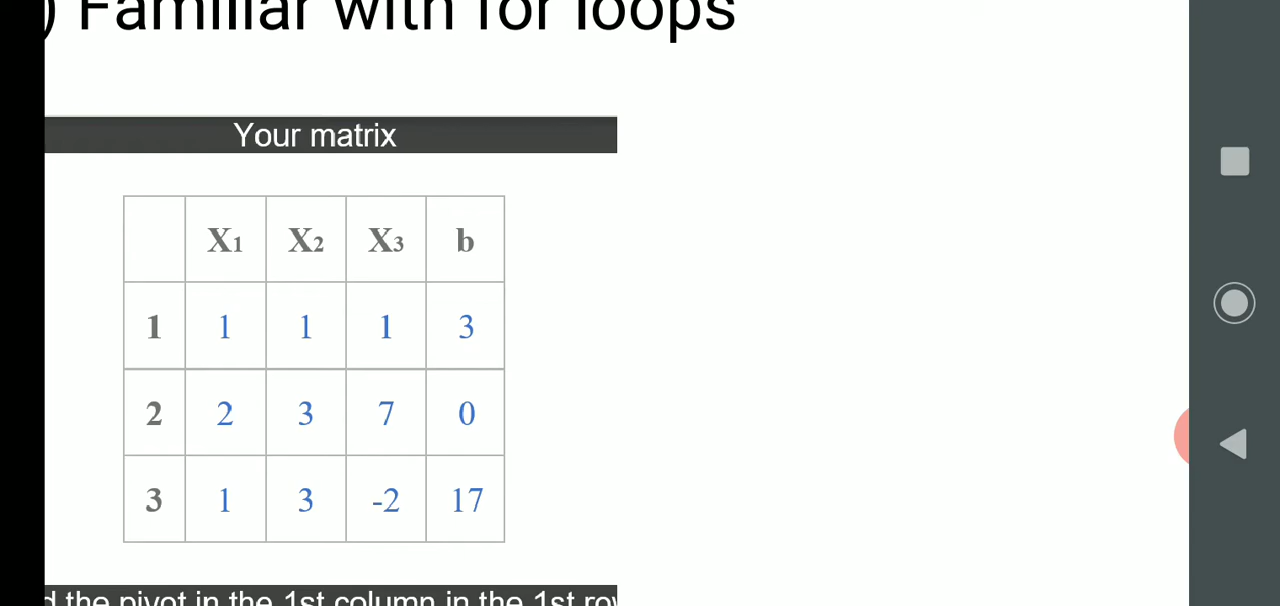 ) Familiar with for loops
Your matrix
X1 X2 X3 b
1 1 1 1 3
2 2 3 7 0
3 1 3 -2 17
the pivot in the 1st column in the 1st